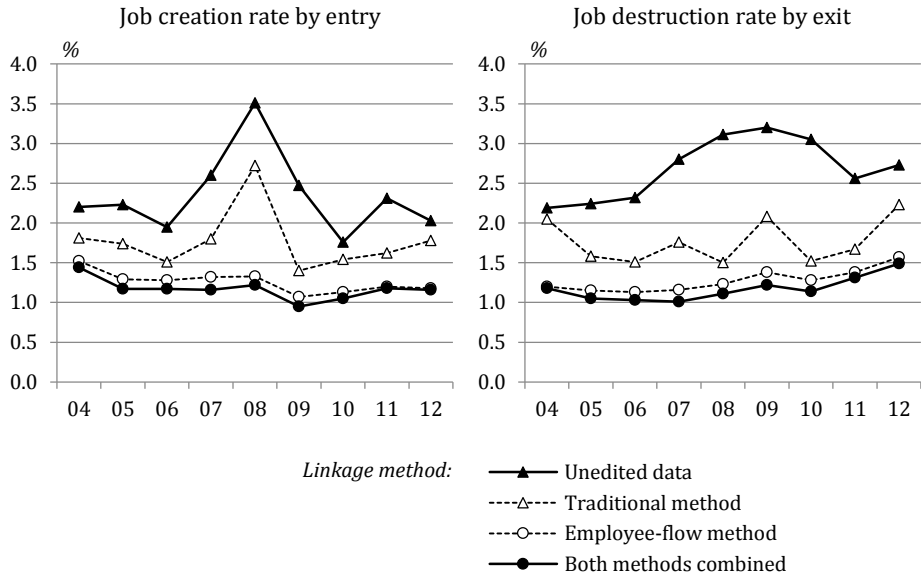 Job creation rate by entry
Job destruction rate by exit
%
4.0
3.5
3.0
2.5
2.0
1.5
1.0
0.5
0.0
04 05 06 07 08 09 10 11 12
%
4.0
3.5
3.0
2.5
2.0
1.5
1.0
0.5
0.0
04 05 06 07 08 09 10 11 12
Linkage method:
Unedited data
Traditional method
Employee-flow method
Both methods combined